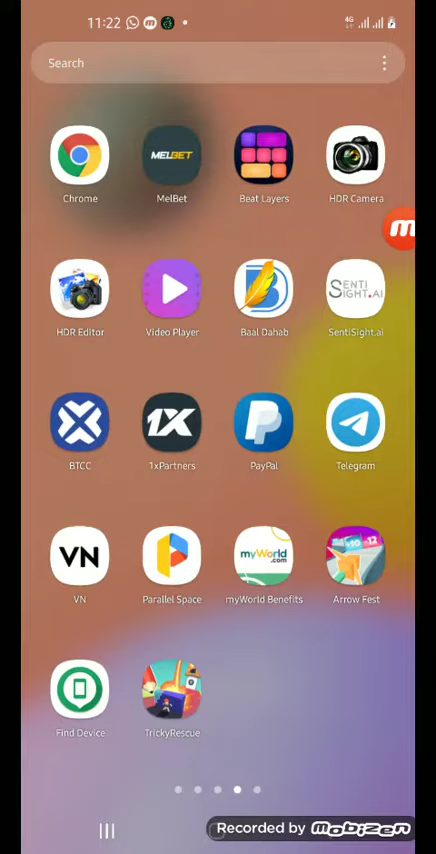 11:22
4G
Search
MELBET
Chrome
MelBet
Beat Layers
HDR Camera
m
SENTI
SIGHT.AI
HDR Editor
Video Player
Baal Dahab
SentiSight.ai
1X
BTCC
1xPartners
PayPal
Telegram
VN
myWorld
.com
VN
Parallel Space
myWorld Benefits
Arrow Fest
Find Device
TrickyRescue
Recorded by mobizen